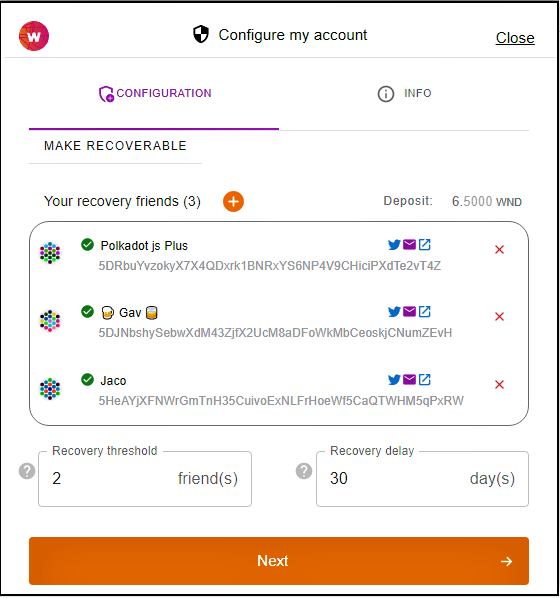 w
Configure my account
Close
CONFIGURATION
INFO
MAKE RECOVERABLE
Your recovery friends (3)
Deposit: 6.5000 WND
Polkadot js Plus
5DRbuYvzokyX7X4QDxrk1BNRxYS6NP4V9CHiciPXdTe2vT4Z
🍺 Gav 🥃
5DJNbshySebwXdM43ZjfX2UcM8aDFoWkMbCeoskjCNumZEvH
Jaco
5HeAYjXFNWrGmTnH35CuivoExNLFrHoeWf5CaQTWHM5qPxRW
Recovery threshold
2 friend(s)
Recovery delay
30 day(s)
Next